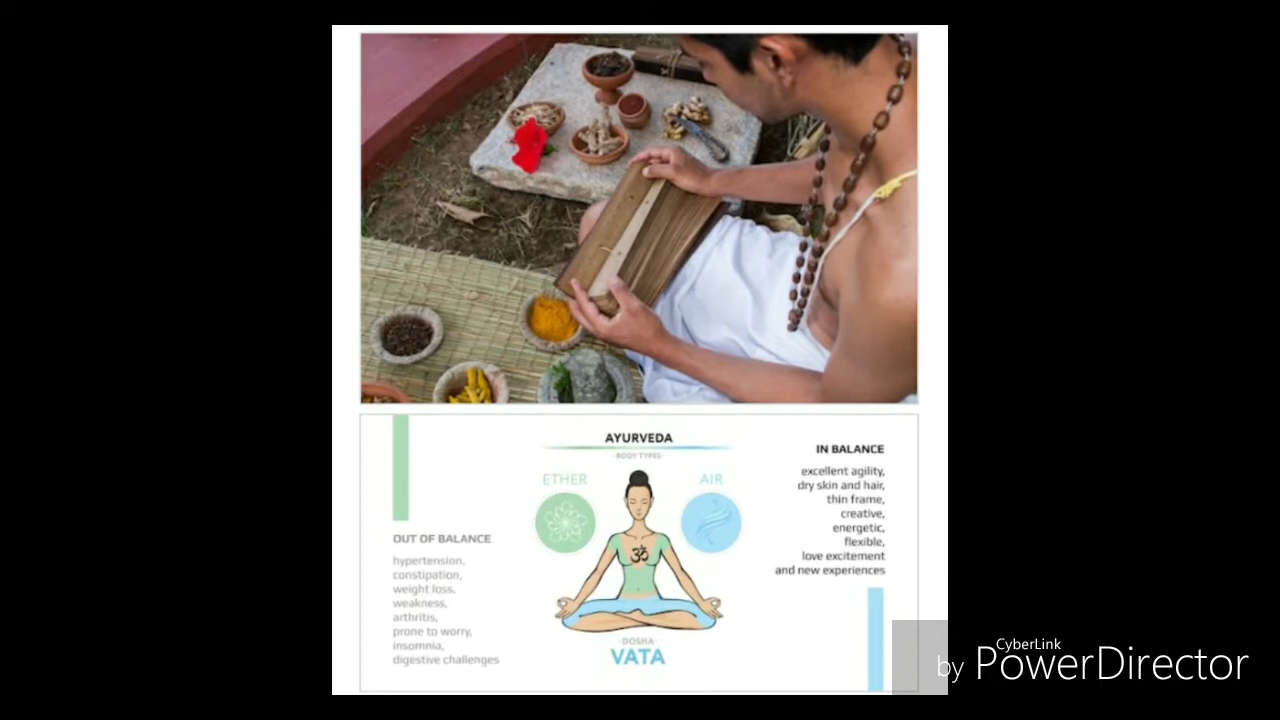 AYURVEDA
·BODY TYPES·
ETHER
AIR
OUT OF BALANCE
hypertension,
constipation,
weight loss,
weakness,
arthritis,
prone to worry,
insomnia,
digestive challenges
IN BALANCE
excellent agility,
dry skin and hair,
thin frame,
creative,
energetic,
flexible,
love excitement
and new experiences
ॐ
·DOSHA·
VATA
CyberLink
by PowerDirector